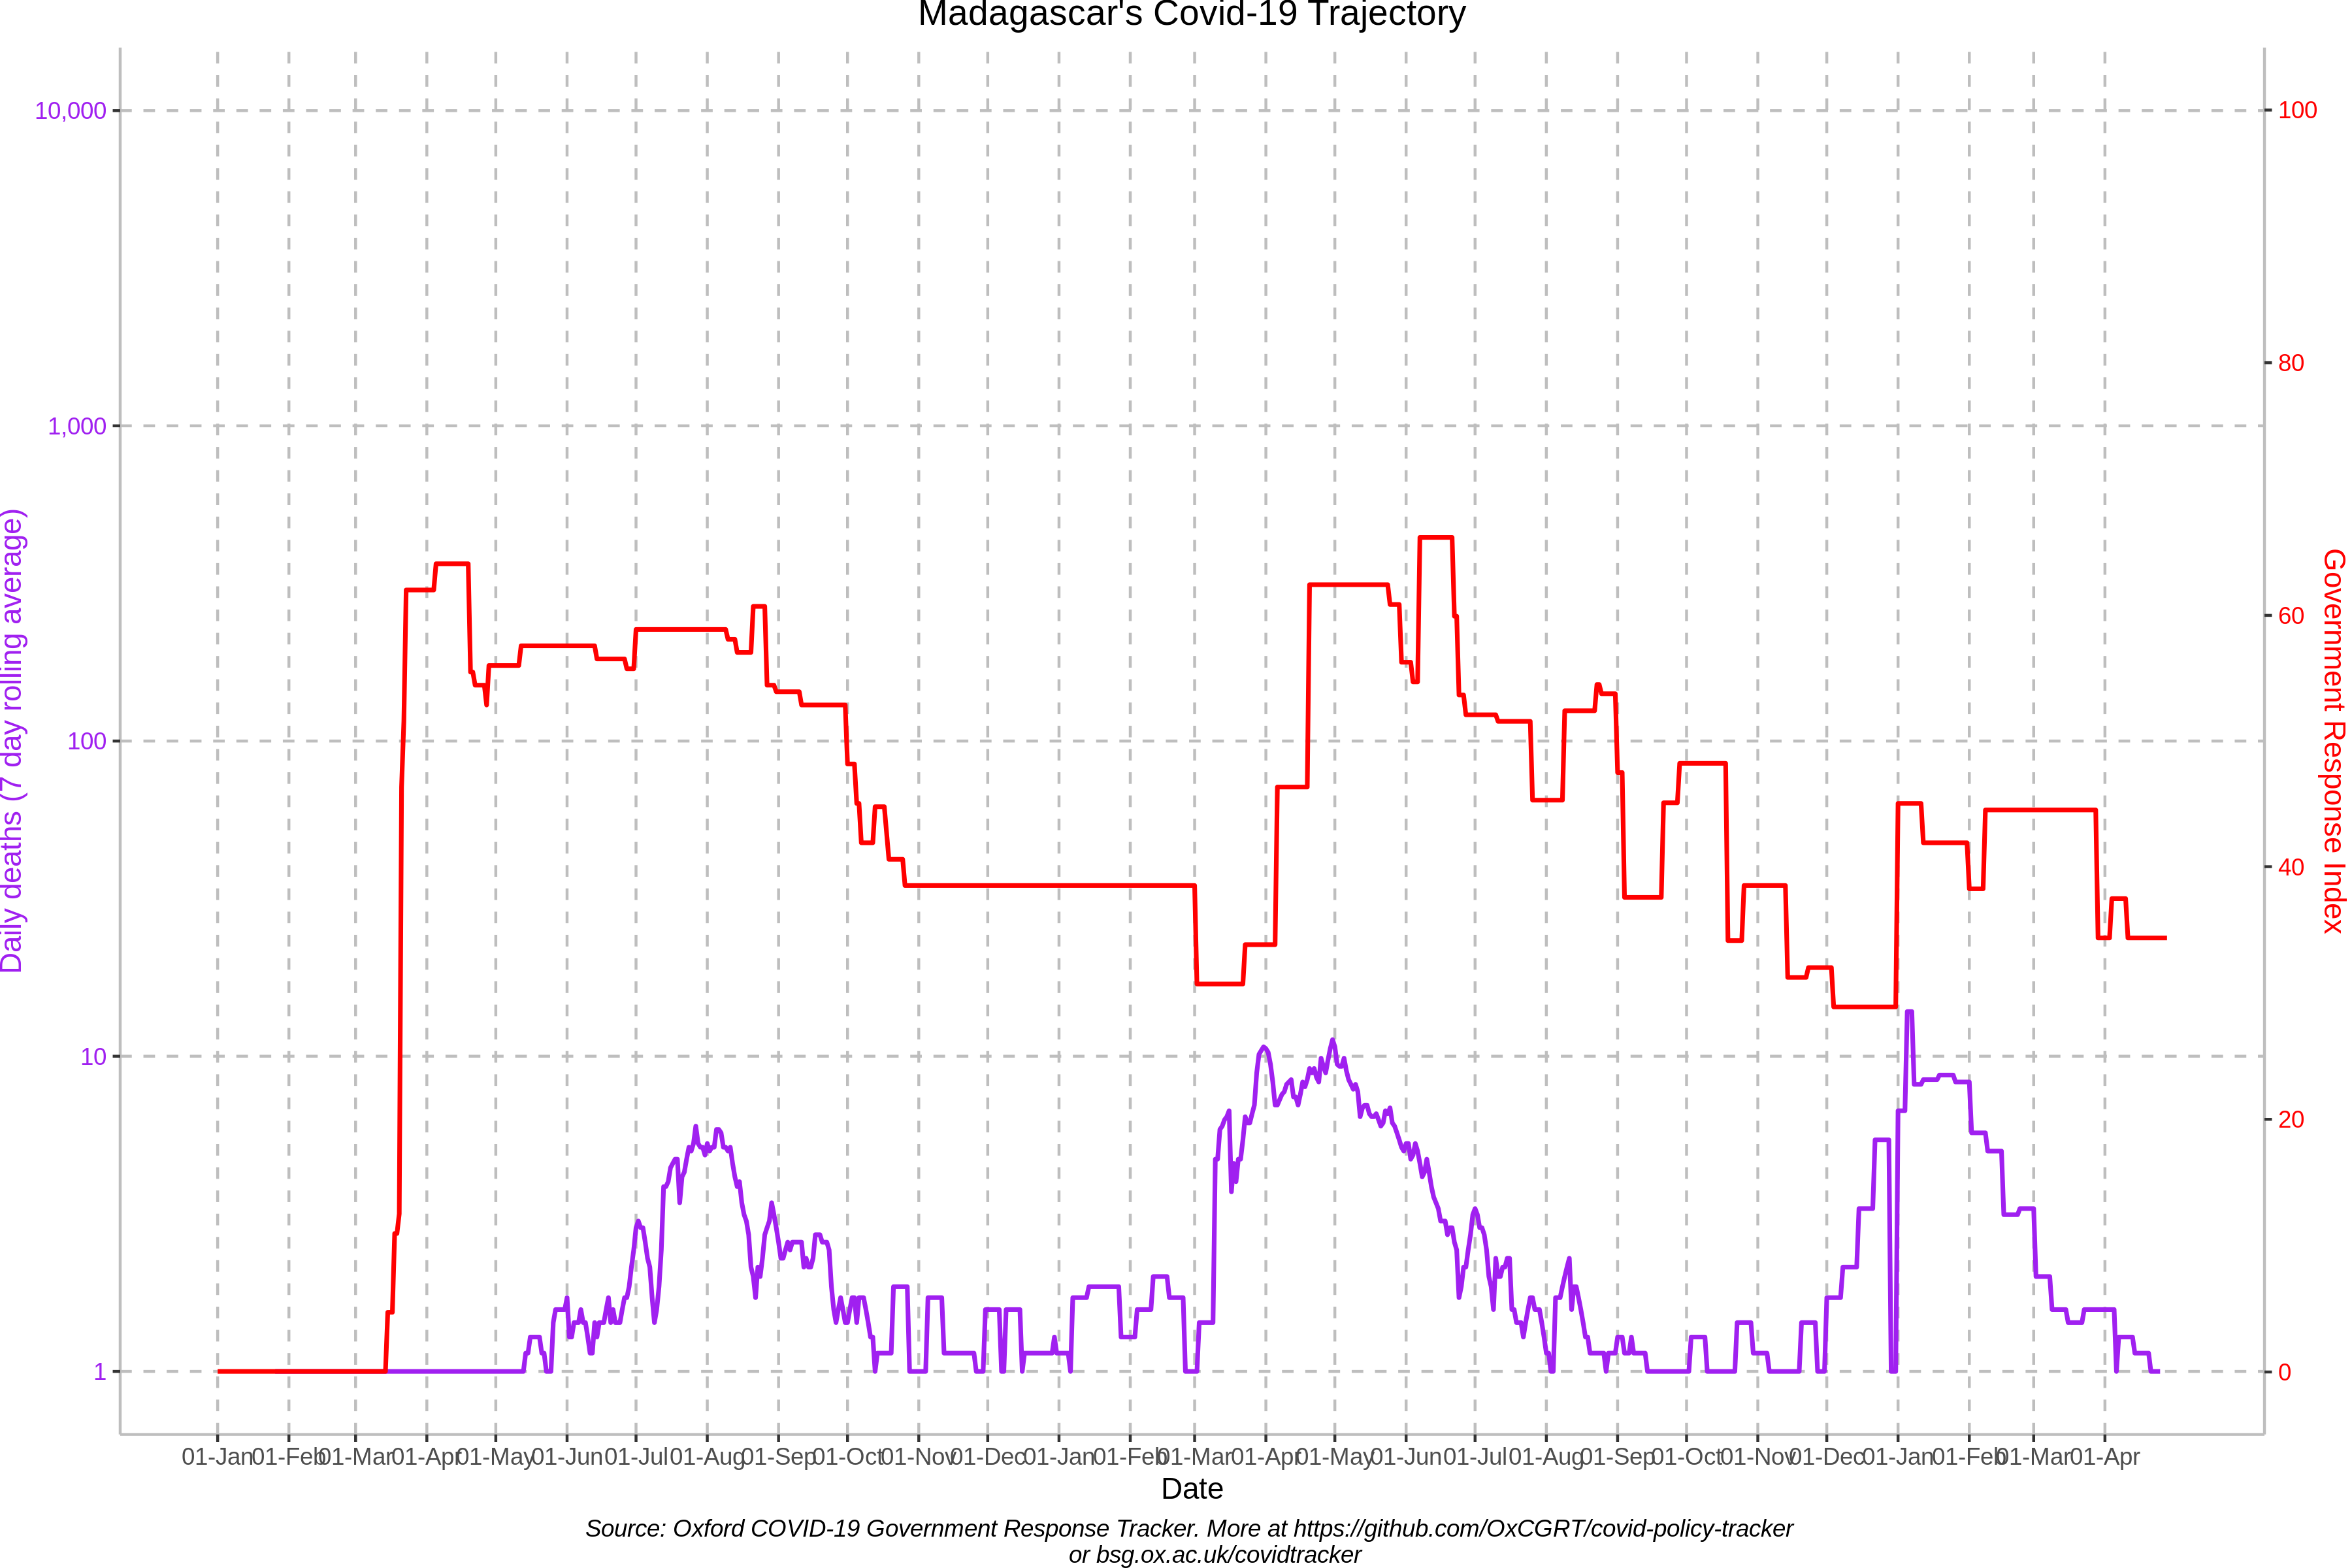 Madagascar's Covid-19 Trajectory
10,000
1,000
100
10
1
Daily deaths (7 day rolling average)
100
80
60
40
20
0
Government Response Index
01-Jan 01-Feb 01-Mar 01-Apr 01-May 01-Jun 01-Jul 01-Aug 01-Sep 01-Oct 01-Nov 01-Dec 01-Jan 01-Feb 01-Mar 01-Apr 01-May 01-Jun 01-Jul 01-Aug 01-Sep 01-Oct 01-Nov 01-Dec 01-Jan 01-Feb 01-Mar 01-Apr
Date
Source: Oxford COVID-19 Government Response Tracker. More at https://github.com/OxCGRT/covid-policy-tracker
or bsg.ox.ac.uk/covidtracker